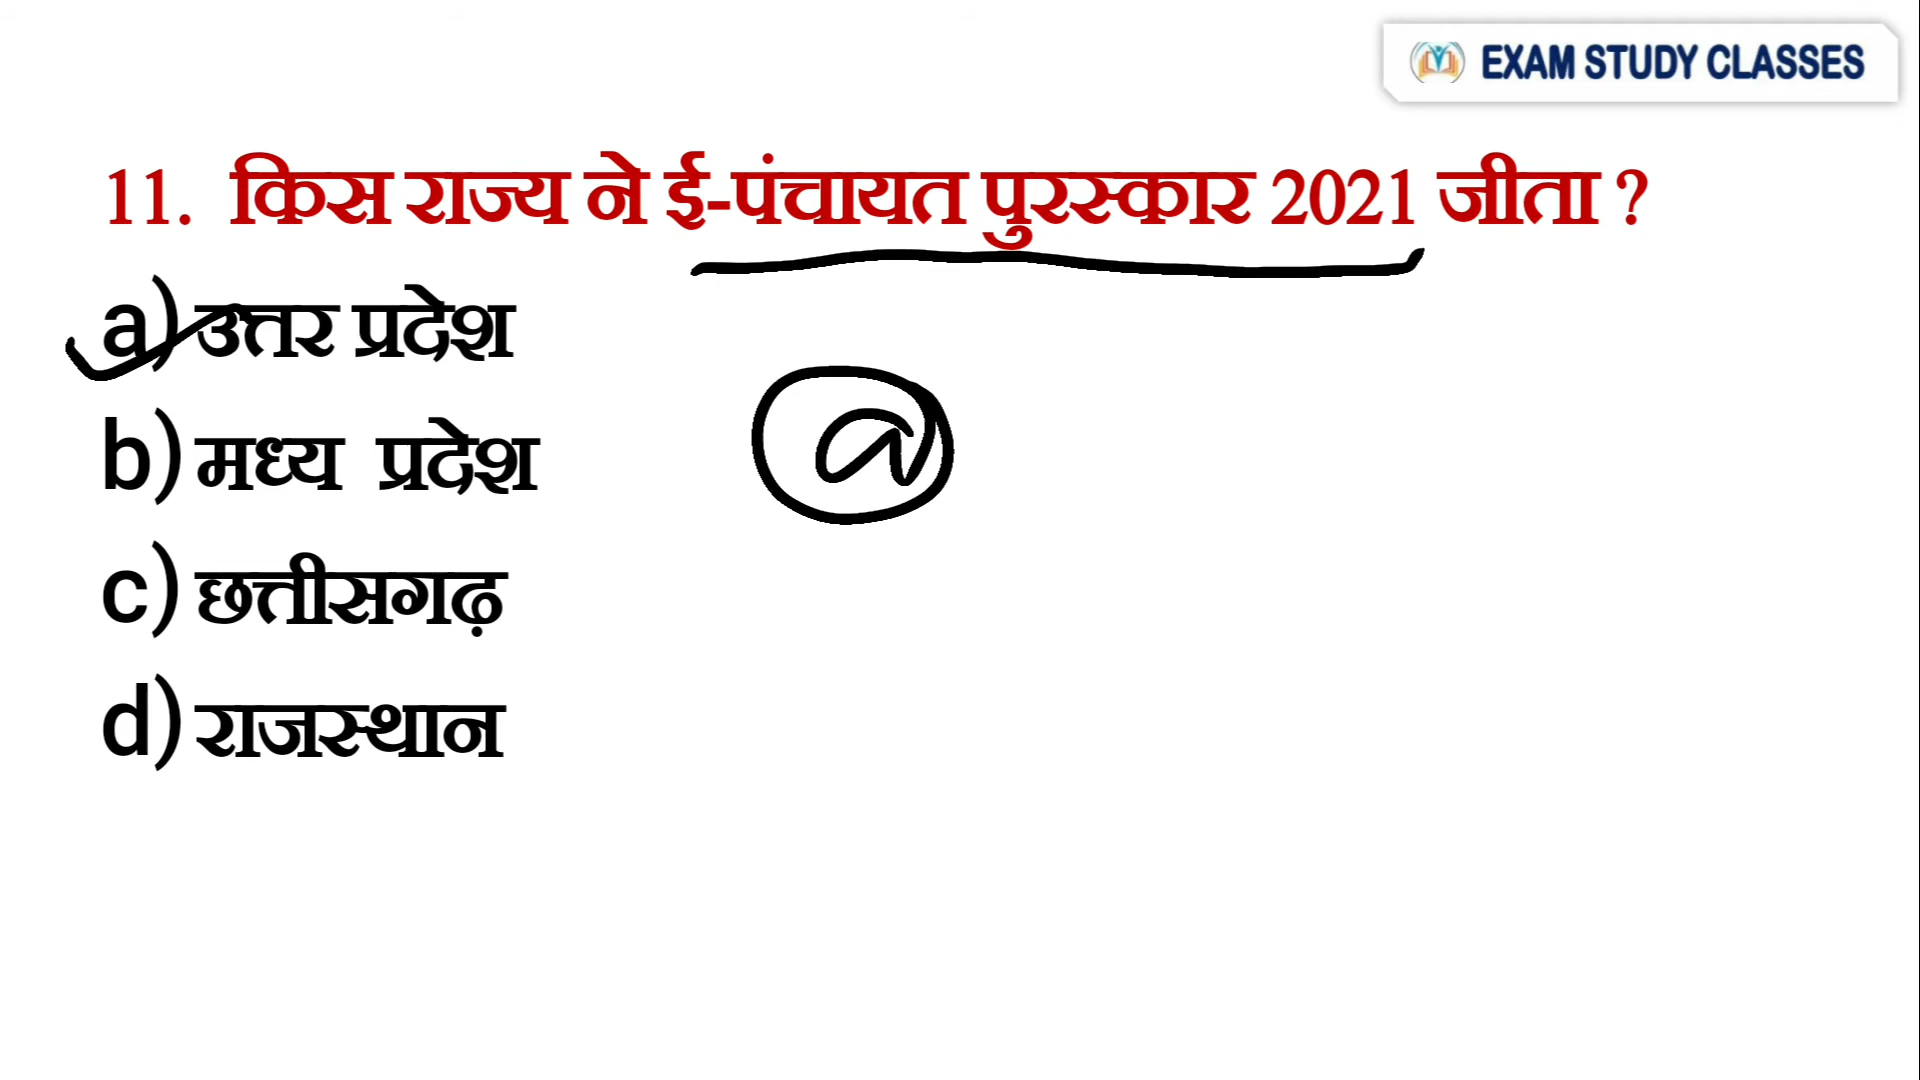 EXAM STUDY CLASSES
11. किस राज्य ने ई-पंचायत पुरस्कार 2021 जीता ?
a) उत्तर प्रदेश
b) मध्य प्रदेश
a
c) छत्तीसगढ़
d) राजस्थान